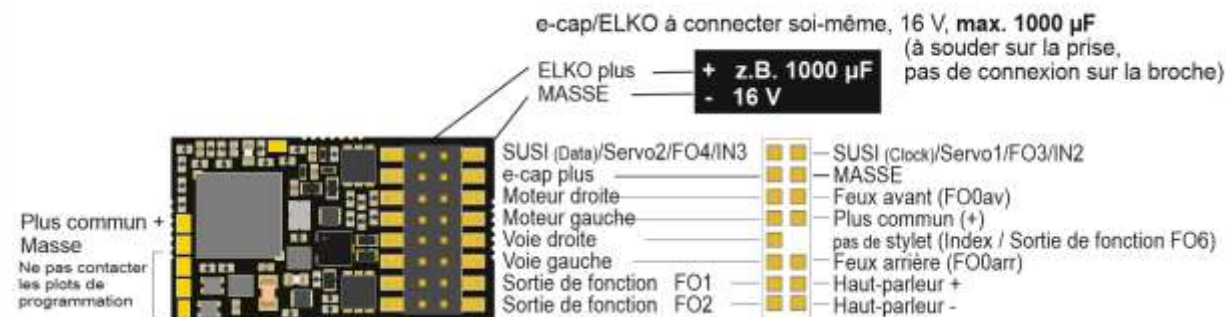 e-cap/ELKO à connecter soi-même, 16 V, max. 1000 µF
(à souder sur la prise,
pas de connexion sur la broche)
ELKO plus
MASSE
+ z.B. 1000 µF
- 16 V
SUSI (Data)/Servo2/FO4/IN3
e-cap plus
Moteur droite
Moteur gauche
Voie droite
Voie gauche
Sortie de fonction FO1
Sortie de fonction FO2
SUSI (Clock)/Servo1/FO3/IN2
MASSE
Feux avant (FO0av)
Plus commun (+)
pas de stylet (Index / Sortie de fonction FO6)
Feux arrière (FO0arr)
Haut-parleur +
Haut-parleur -
Plus commun +
Masse
Ne pas contacter
les plots de
programmation